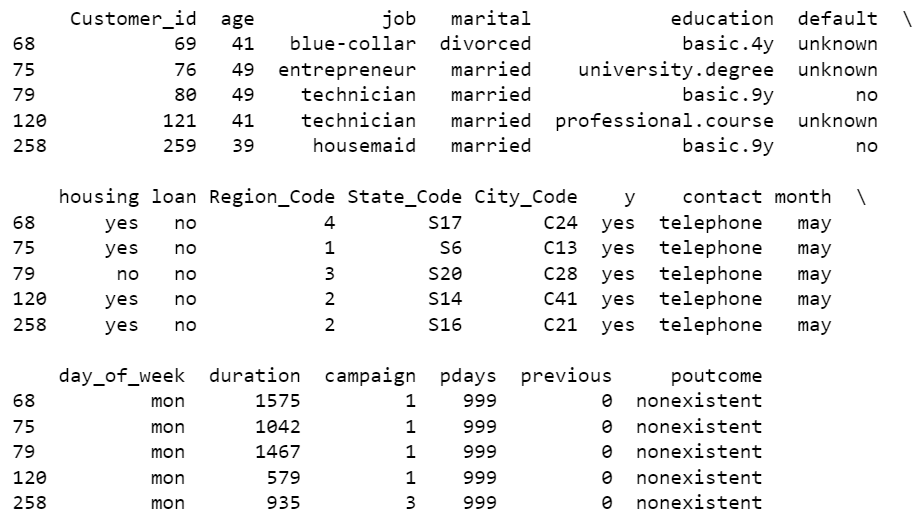 Customer_id age job marital education default \
68 69 41 blue-collar divorced basic.4y unknown
75 76 49 entrepreneur married university.degree unknown
79 80 49 technician married basic.9y no
120 121 41 technician married professional.course unknown
258 259 39 housemaid married basic.9y no
housing loan Region_Code State_Code City_Code y contact month \
68 yes no 4 S17 C24 yes telephone may
75 yes no 1 S6 C13 yes telephone may
79 no no 3 S20 C28 yes telephone may
120 yes no 2 S14 C41 yes telephone may
258 yes no 2 S16 C21 yes telephone may
day_of_week duration campaign pdays previous poutcome
68 mon 1575 1 999 0 nonexistent
75 mon 1042 1 999 0 nonexistent
79 mon 1467 1 999 0 nonexistent
120 mon 579 1 999 0 nonexistent
258 mon 935 3 999 0 nonexistent